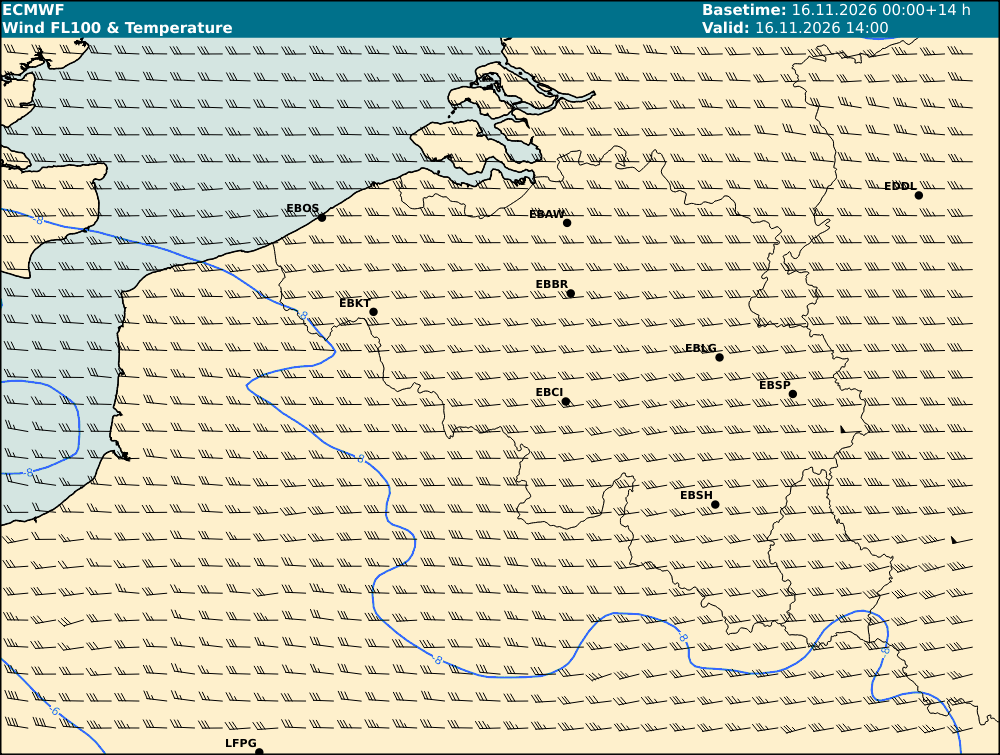 ECMWF
Wind FL100 & Temperature
Basetime: 16.11.2026 00:00+14 h
Valid: 16.11.2026 14:00
EDDL
-8
EBOS
EBAW
EBBR
EBKT
-8
EBLG
EBSP
EBCI
-8
-8
EBSH
-8
-8
-8
-6
LFPG